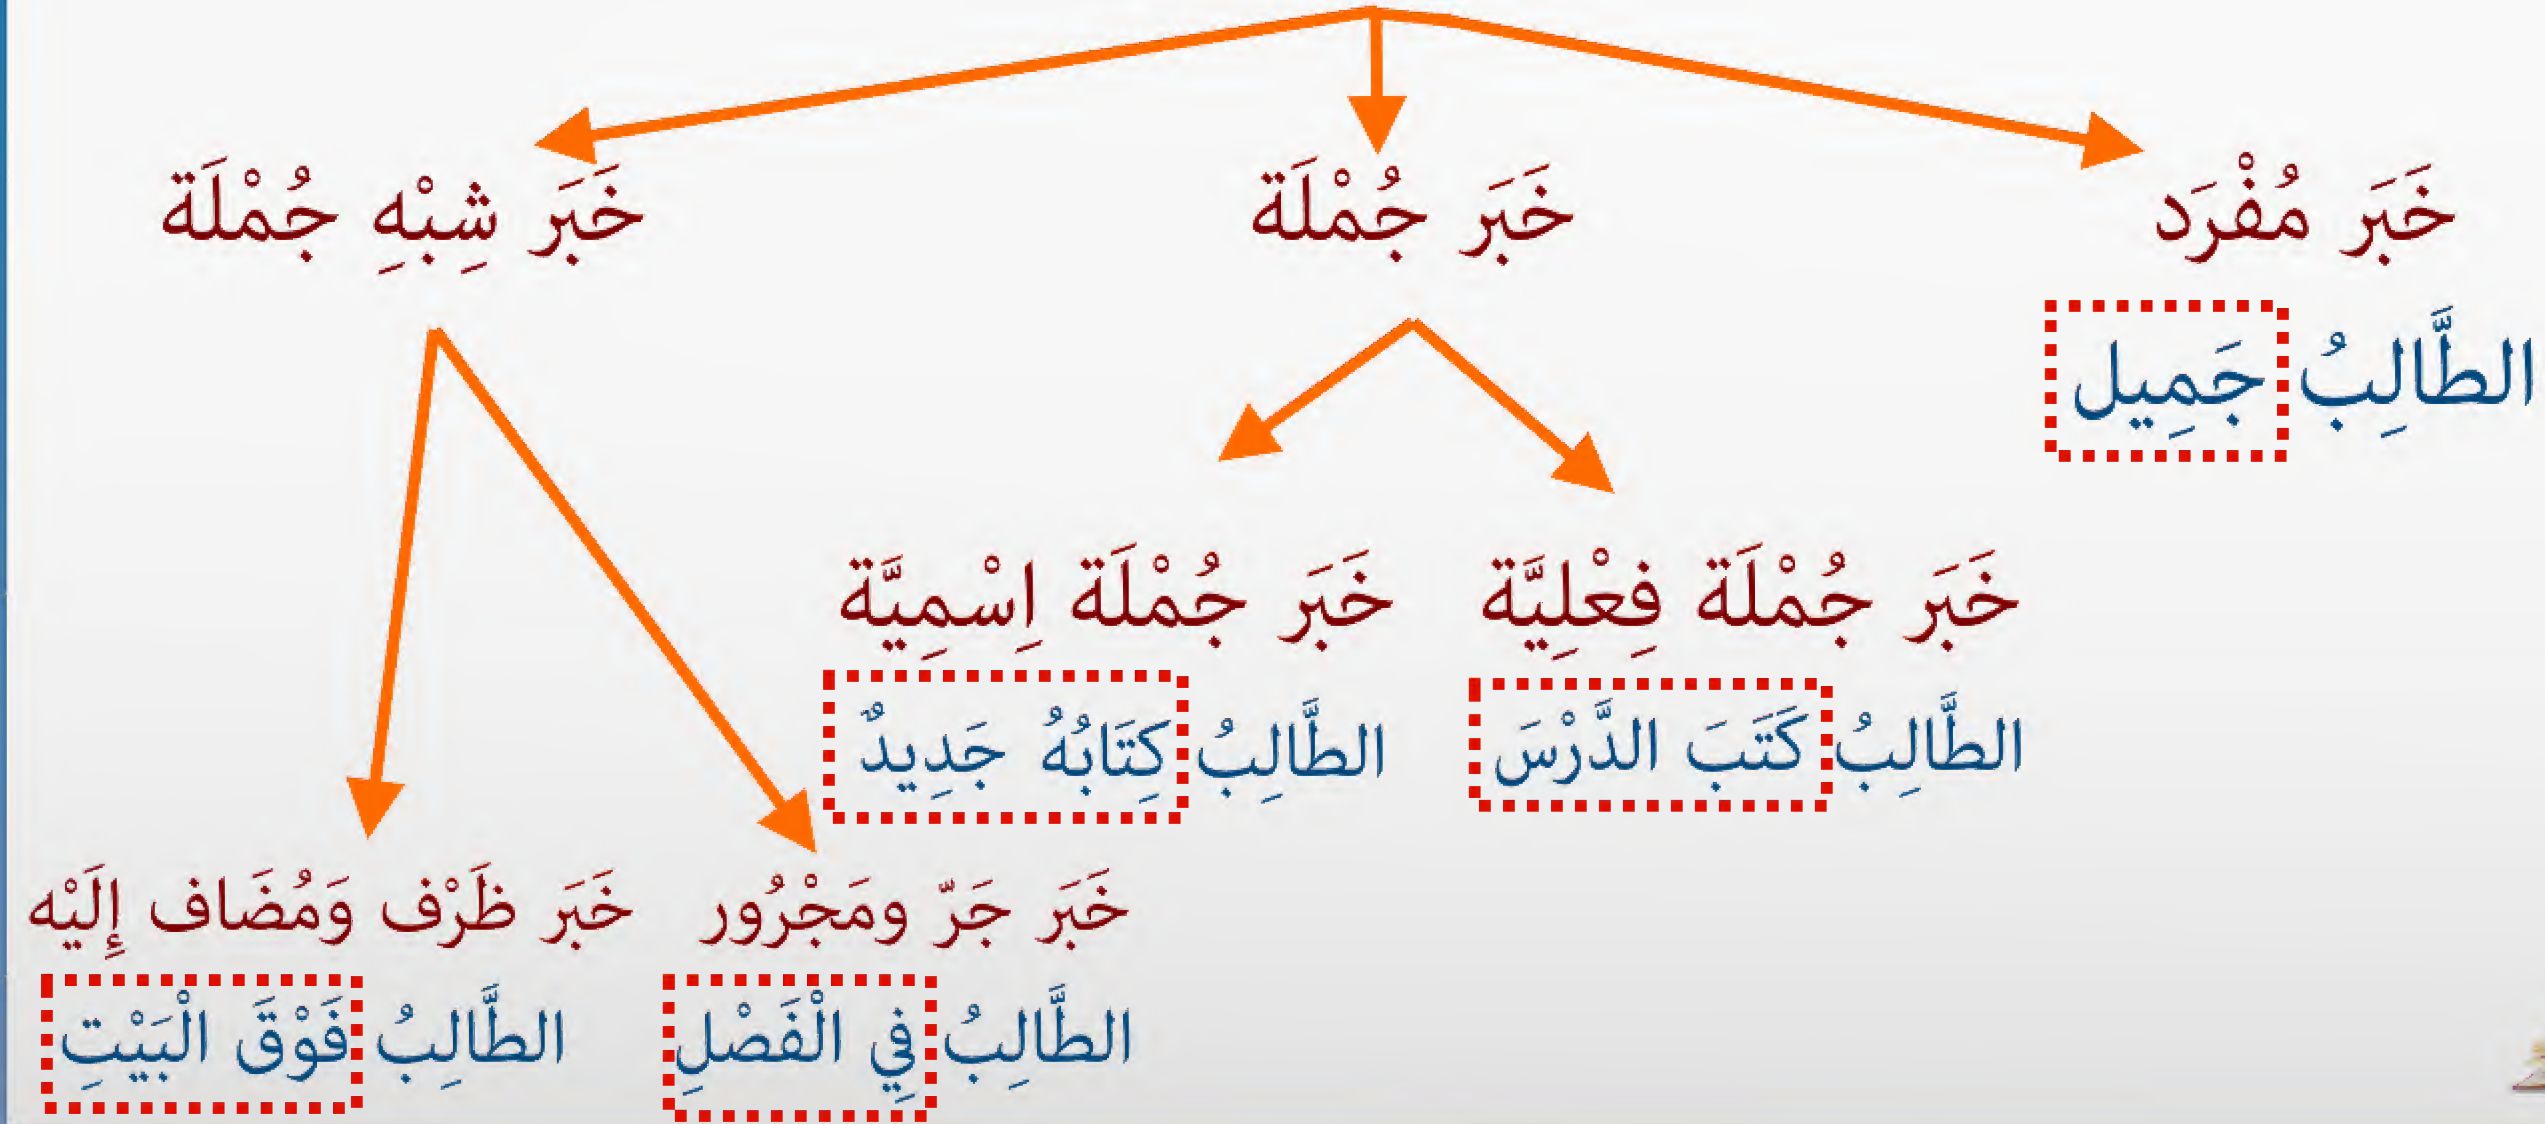 خَبَر مُفْرَد
الطَّالِبُ جَمِيل
خَبَر جُمْلَة
خَبَر جُمْلَة فِعْلِيَّة
الطَّالِبُ كَتَبَ الدَّرْسَ
خَبَر جُمْلَة اِسْمِيَّة
الطَّالِبُ كِتَابُهُ جَدِيدٌ
خَبَر شِبْهِ جُمْلَة
خَبَر جَرّ ومَجْرُور
الطَّالِبُ فِي الْفَصْلِ
خَبَر ظَرْف وَمُضَاف إِلَيْه
الطَّالِبُ فَوْقَ الْبَيْتِ